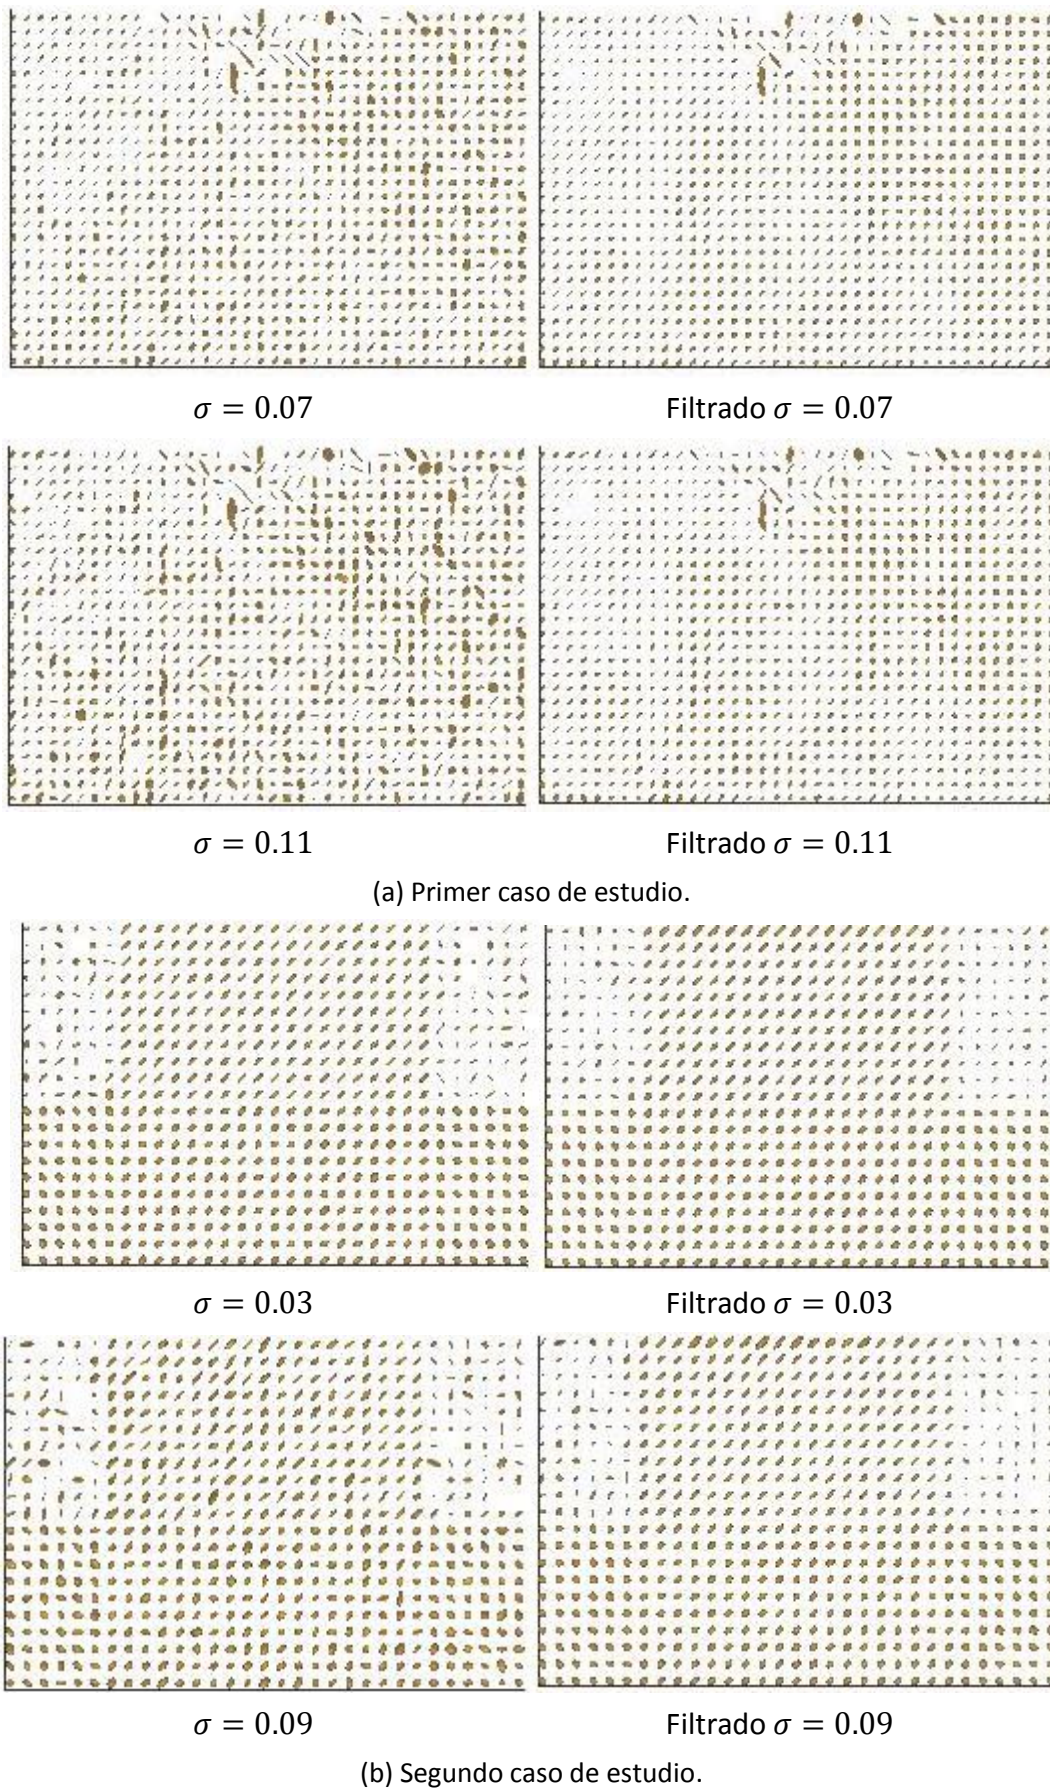 σ = 0.07
Filtrado σ = 0.07
σ = 0.11
Filtrado σ = 0.11
(a) Primer caso de estudio.
σ = 0.03
Filtrado σ = 0.03
σ = 0.09
Filtrado σ = 0.09
(b) Segundo caso de estudio.